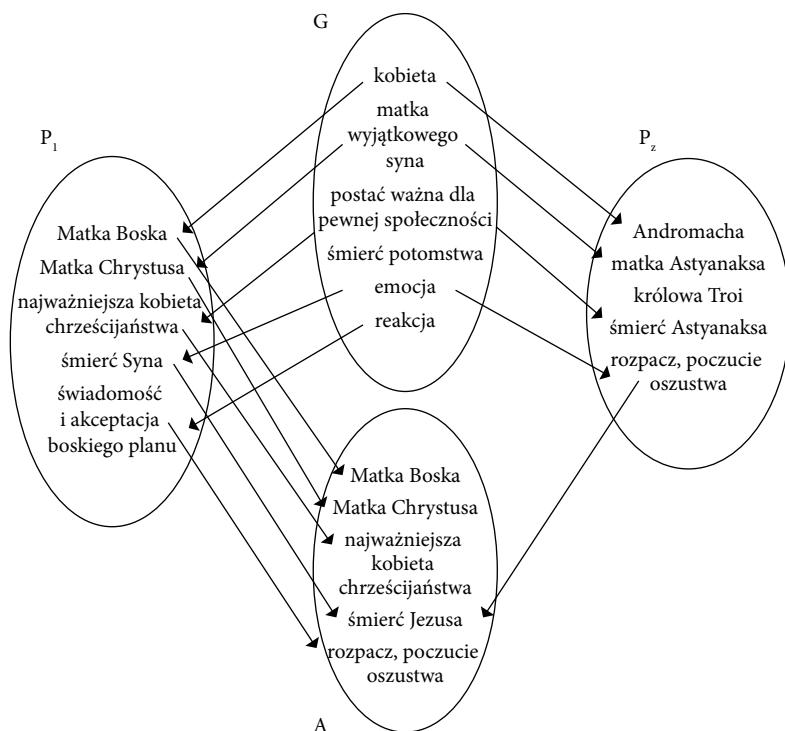 G
kobieta
matka
wyjątkowego
syna
postać ważna dla
pewnej społeczności
śmierć potomstwa
emocja
reakcja
P1
Matka Boska
Matka Chrystusa
najważniejsza kobieta
chrześcijaństwa
śmierć Syna
świadomość
i akceptacja
boskiego planu
Pz
Andromacha
matka Astyanaksa
królowa Troi
śmierć Astyanaksa
rozpacz, poczucie
oszustwa
Matka Boska
Matka Chrystusa
najważniejsza
kobieta
chrześcijaństwa
śmierć Jezusa
rozpacz, poczucie
oszustwa
A